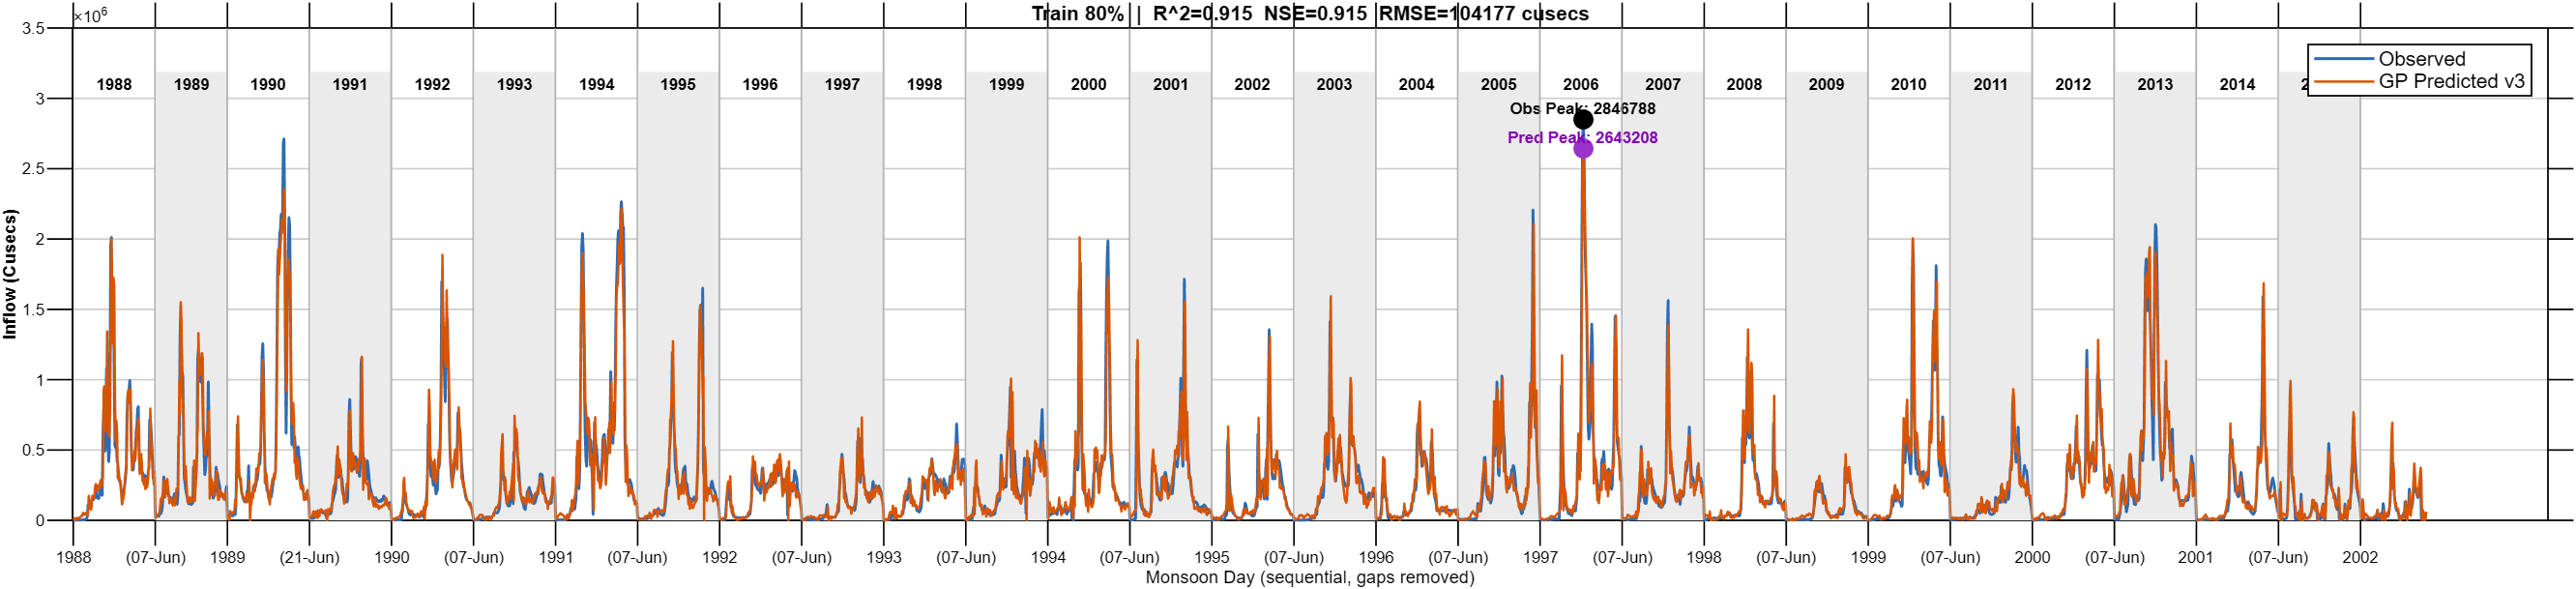 Train 80% | | R^2=0.915 NSE=0.915 RMSE=104177 cusecs
×10⁶
3.5
3
2.5
2
1.5
1
0.5
0
Inflow (Cusecs)
1988 1989 1990 1991 1992 1993 1994 1995 1996 1997 1998 1999 2000 2001 2002 2003 2004 2005 2006 2007 2008 2009 2010 2011 2012 2013 2014
Observed
GP Predicted v3
Obs Peak: 2846788
Pred Peak: 2643208
1988 (07-Jun) 1989 (21-Jun) 1990 (07-Jun) 1991 (07-Jun) 1992 (07-Jun) 1993 (07-Jun) 1994 (07-Jun) 1995 (07-Jun) 1996 (07-Jun) 1997 (07-Jun) 1998 (07-Jun) 1999 (07-Jun) 2000 (07-Jun) 2001 (07-Jun) 2002
Monsoon Day (sequential, gaps removed)